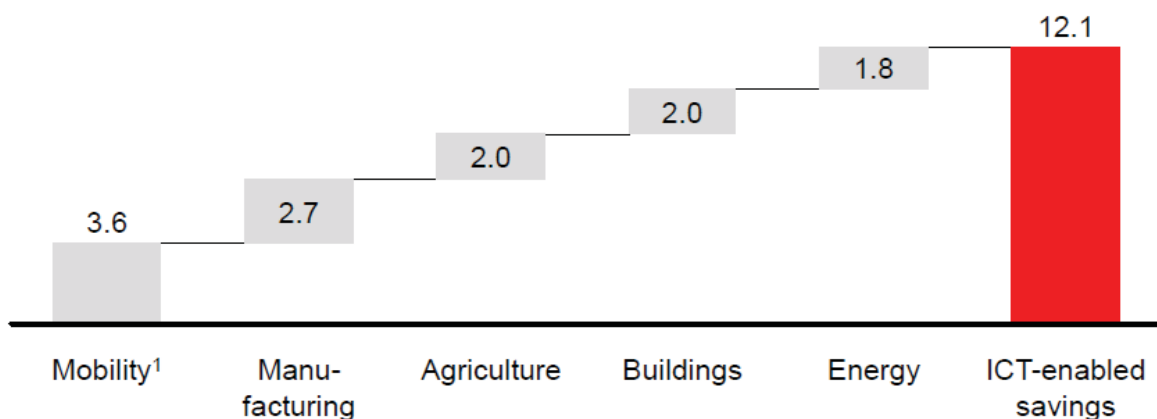 12.1
1.8
2.0
2.0
2.7
3.6
Mobility¹
Manu-
facturing
Agriculture
Buildings
Energy
ICT-enabled
savings